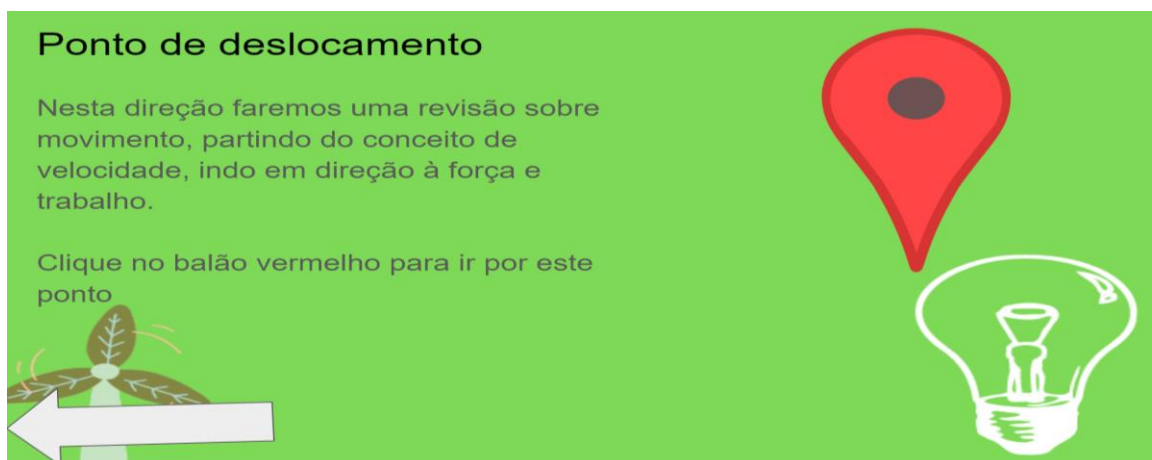 Ponto de deslocamento
Nesta direção faremos uma revisão sobre
movimento, partindo do conceito de
velocidade, indo em direção à força e
trabalho.
Clique no balão vermelho para ir por este
ponto